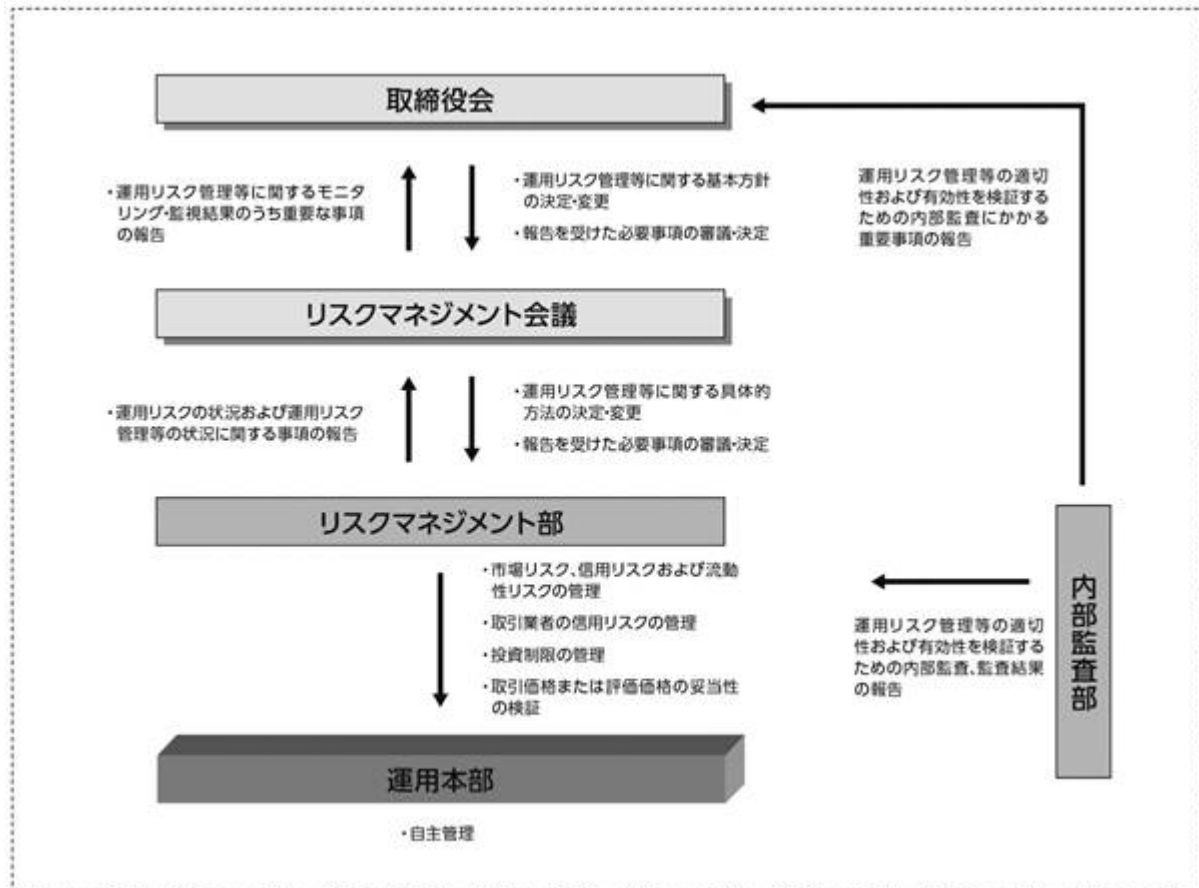 取締役会
・運用リスク管理等に関するモニタ
リング・監視結果のうち重要な事項
の報告
・運用リスク管理等に関する基本方針
の決定・変更
・報告を受けた必要事項の審議・決定
運用リスク管理等の適切
性および有効性を検証する
ための内部監査にかかる
重要事項の報告
リスクマネジメント会議
・運用リスクの状況および運用リスク
管理等の状況に関する事項の報告
・運用リスク管理等に関する具体的
方法の決定・変更
・報告を受けた必要事項の審議・決定
リスクマネジメント部
・市場リスク、信用リスクおよび流動
性リスクの管理
・取引業者の信用リスクの管理
・投資制限の管理
・取引価格または評価価格の妥当性
の検証
運用リスク管理等の適切
性および有効性を検証する
ための内部監査、監査結果
の報告
内部監査部
運用本部
・自主管理